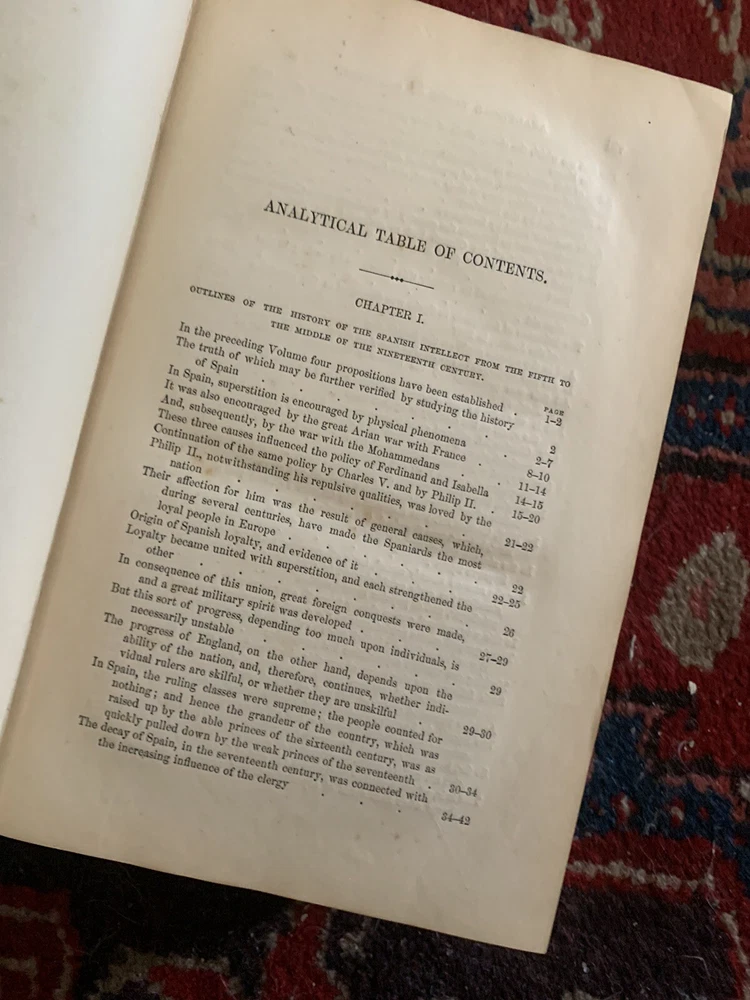 ANALYTICAL TABLE OF CONTENTS.
CHAPTER I.
OUTLINES OF THE HISTORY OF THE SPANISH INTELLECT FROM THE FIFTH TO
THE MIDDLE OF THE NINETEENTH CENTURY.
PAGE
In the preceding Volume four propositions have been established . 1–2
The truth of which may be further verified by studying the history
of Spain . . . . . . . 2
In Spain, superstition is encouraged by physical phenomena . 2–7
It was also encouraged by the great Arian war with France . 8–10
And, subsequently, by the war with the Mohammedans . . 11–14
These three causes influenced the policy of Ferdinand and Isabella 14–15
Continuation of the same policy by Charles V. and by Philip II. . 15–20
Philip II., notwithstanding his repulsive qualities, was loved by the
nation . . . . . . . 21–22
Their affection for him was the result of general causes, which,
during several centuries, have made the Spaniards the most
loyal people in Europe . . . . . . 22
Origin of Spanish loyalty, and evidence of it . . . . 22–25
Loyalty became united with superstition, and each strengthened the
other . . . . . . . 26
In consequence of this union, great foreign conquests were made,
and a great military spirit was developed . . . . 27–29
But this sort of progress, depending too much upon individuals, is
necessarily unstable . . . . . . 29
The progress of England, on the other hand, depends upon the
ability of the nation, and, therefore, continues, whether indi-
vidual rulers are skilful, or whether they are unskilful . . 29–30
In Spain, the ruling classes were supreme; the people counted for
nothing; and hence the grandeur of the country, which was
raised up by the able princes of the sixteenth century, was as
quickly pulled down by the weak princes of the seventeenth . 30–34
The decay of Spain, in the seventeenth century, was connected with
the increasing influence of the clergy . . . 34–42